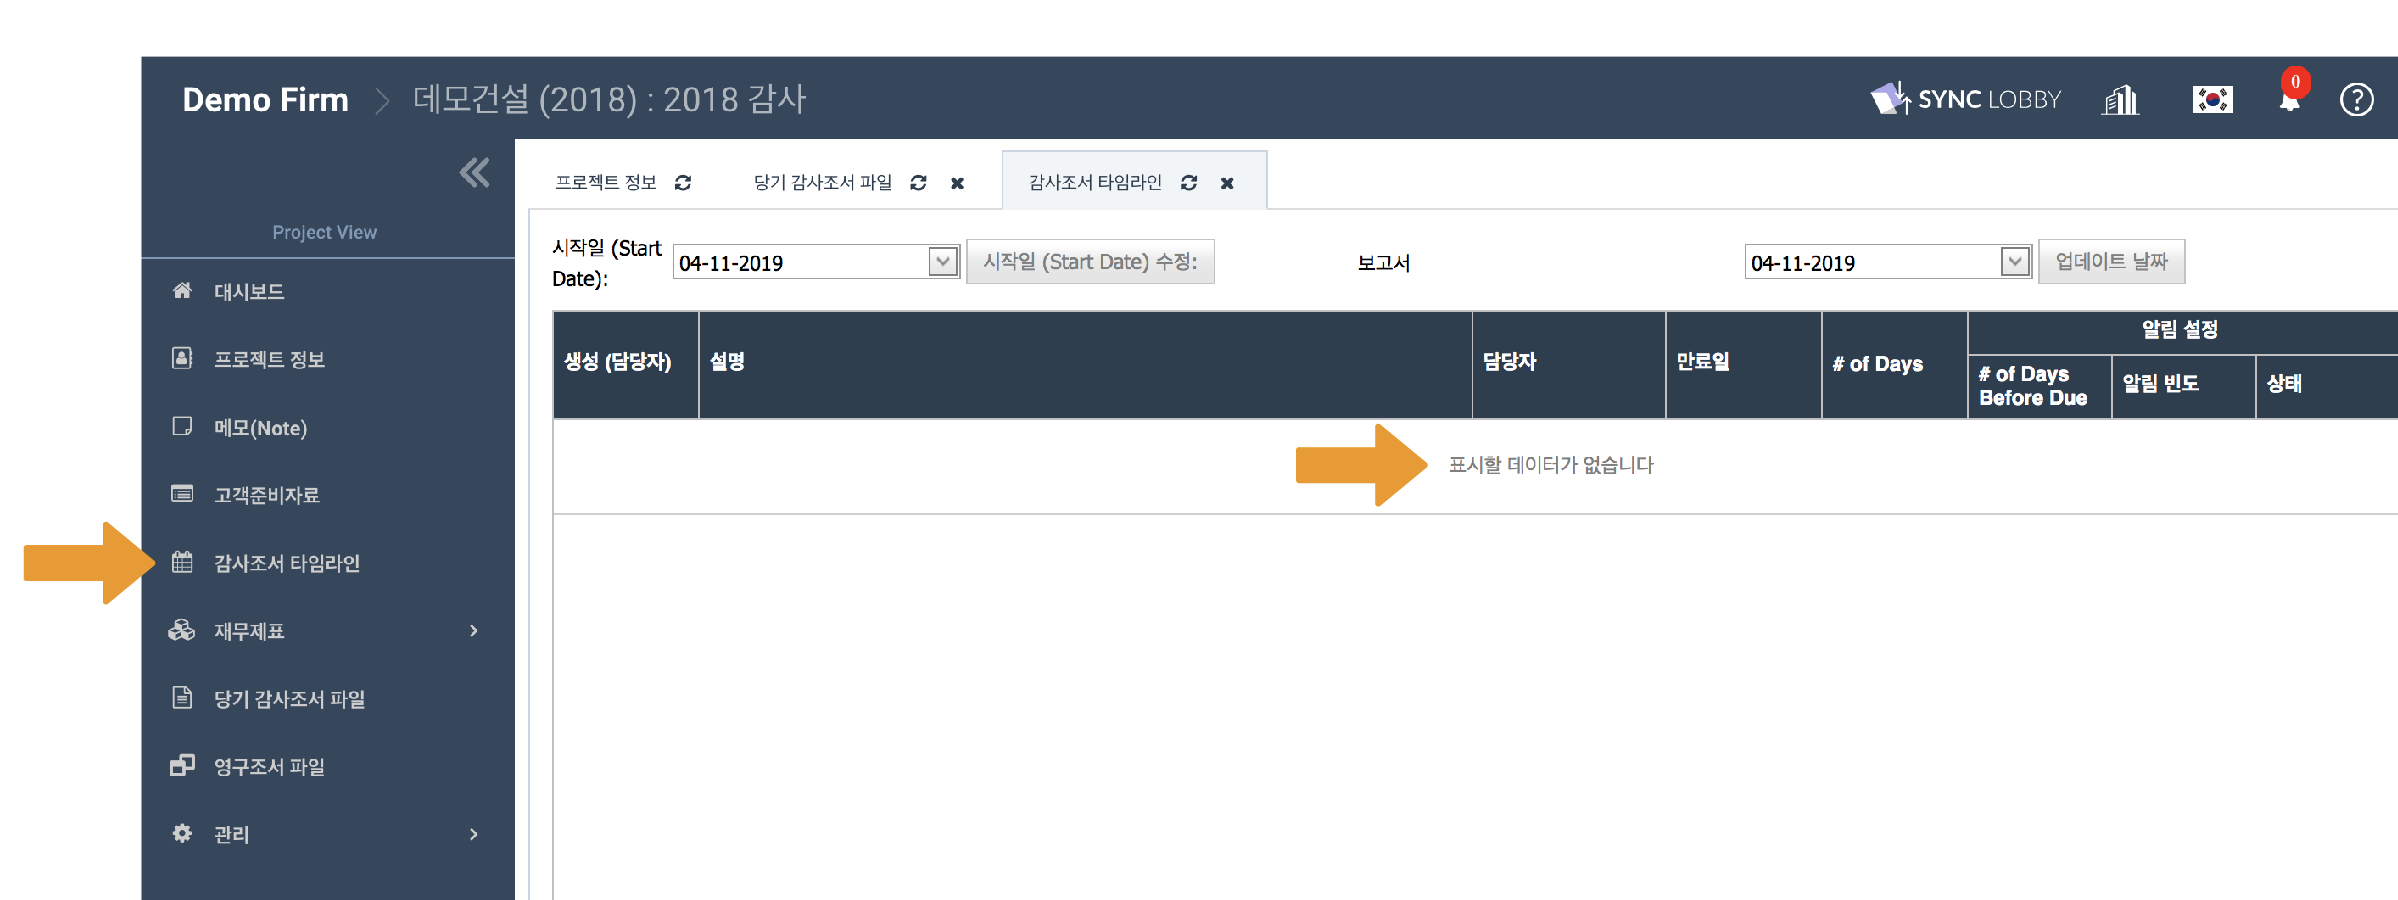 Demo Firm > 데모건설 (2018) : 2018 감사
SYNC LOBBY
0
?
프로젝트 정보
당기 감사조서 파일
감사조서 타임라인
Project View
시작일 (Start
Date):
04-11-2019
시작일 (Start Date) 수정:
보고서
04-11-2019
업데이트 날짜
대시보드
프로젝트 정보
메모(Note)
고객준비자료
감사조서 타임라인
재무제표
당기 감사조서 파일
영구조서 파일
관리
생성 (담당자)
설명
담당자
만료일
# of Days
알림 설정
# of Days
Before Due
알림 빈도
상태
표시할 데이터가 없습니다